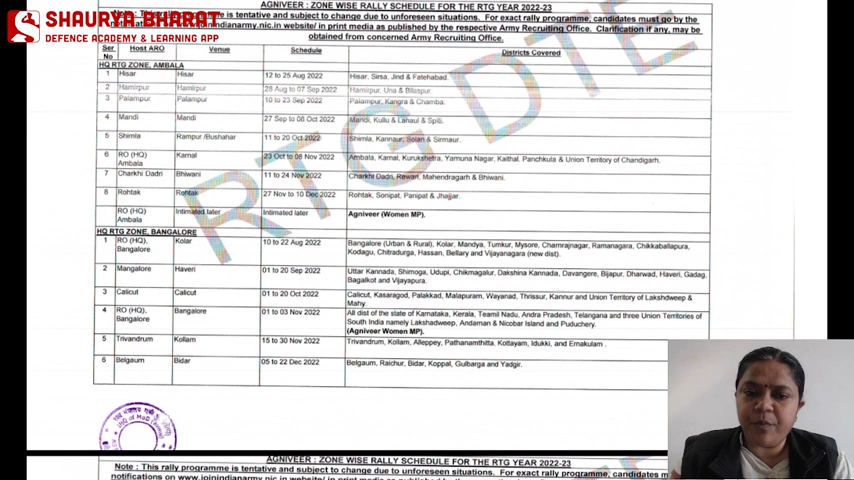 SHAURYA BHARAT
DEFENCE ACADEMY & LEARNING APP
AGNIVEER : ZONE WISE RALLY SCHEDULE FOR THE RTG YEAR 2022-23
is tentative and subject to change due to unforeseen situations. For exact rally programme, candidates must go by the
indianarmy.nic.in website/ in print media as published by the respective Army Recruiting Office. Clarification if any, may be
obtained from concerned Army Recruiting Office.
Ser No Host ARO Venue Schedule Districts Covered
HQ RTG ZONE, AMBALA
1 Hisar Hisar 12 to 25 Aug 2022 Hisar, Sirsa, Jind & Fatehabad.
2 Hamirpur Hamirpur 28 Aug to 07 Sep 2022 Hamirpur, Una & Bilaspur.
3 Palampur Palampur 10 to 23 Sep 2022 Palampur, Kangra & Chamba.
4 Mandi Mandi 27 Sep to 08 Oct 2022 Mandi, Kullu & Lahaul & Spiti.
5 Shimla Rampur /Bushahar 11 to 20 Oct 2022 Shimla, Kannaur, Solan & Sirmaur.
6 RO (HQ) Ambala Karnal 23 Oct to 08 Nov 2022 Ambala, Karnal, Kurukshetra, Yamuna Nagar, Kaithal, Panchkula & Union Territory of Chandigarh.
7 Charkhi Dadri Bhiwani 11 to 24 Nov 2022 Charkhi Dadri, Rewari, Mahendragarh & Bhiwani.
8 Rohtak Rohtak 27 Nov to 10 Dec 2022 Rohtak, Sonipat, Panipat & Jhajjar.
RO (HQ) Ambala Intimated later Intimated later Agniveer (Women MP).
HQ RTG ZONE, BANGALORE
1 RO (HQ), Bangalore Kolar 10 to 22 Aug 2022 Bangalore (Urban & Rural), Kolar, Mandya, Tumkur, Mysore, Chamrajnagar, Ramanagara, Chikkaballapura,
Kodagu, Chitradurga, Hassan, Bellary and Vijayanagara (new dist).
2 Mangalore Haveri 01 to 20 Sep 2022 Uttar Kannada, Shimoga, Udupi, Chikmagalur, Dakshina Kannada, Davangere, Bijapur, Dharwad, Haveri, Gadag,
Bagalkot and Vijayapura.
3 Calicut Calicut 01 to 20 Oct 2022 Calicut, Kasaragod, Palakkad, Malapuram, Wayanad, Thrissur, Kannur and Union Territory of Lakshdweep &
Mahy.
4 RO (HQ), Bangalore Bangalore 01 to 03 Nov 2022 All dist of the state of Karnataka, Kerala, Teamil Nadu, Andra Pradesh, Telangana and three Union Territories of
South India namely Lakshadweep, Andaman & Nicobar Island and Puduchery.
(Agniveer Women MP).
5 Trivandrum Kollam 15 to 30 Nov 2022 Trivandrum, Kollam, Alleppey, Pathanamthitta, Kottayam, Idukki, and Ernakulam .
6 Belgaum Bidar 05 to 22 Dec 2022 Belgaum, Raichur, Bidar, Koppal, Gulbarga and Yadgir.
RTG DTE
AGNIVEER : ZONE WISE RALLY SCHEDULE FOR THE RTG YEAR 2022-23
Note : This rally programme is tentative and subject to change due to unforeseen situations. For exact rally programme, candidates m
notifications on www.joinindianarmy.nic.in website/ in print media as published by the respective Army Recruiting Office.